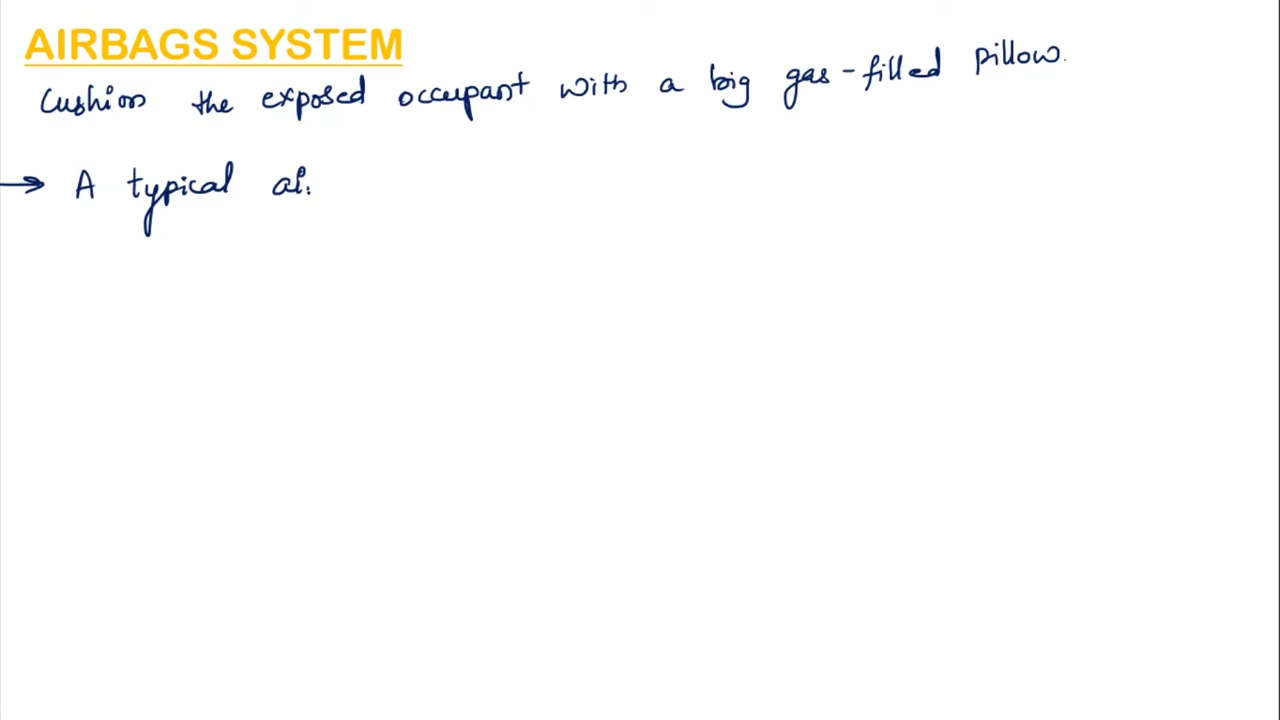 AIRBAGS SYSTEM
Cushion the exposed occupant with a big gas-filled pillow.
→ A typical